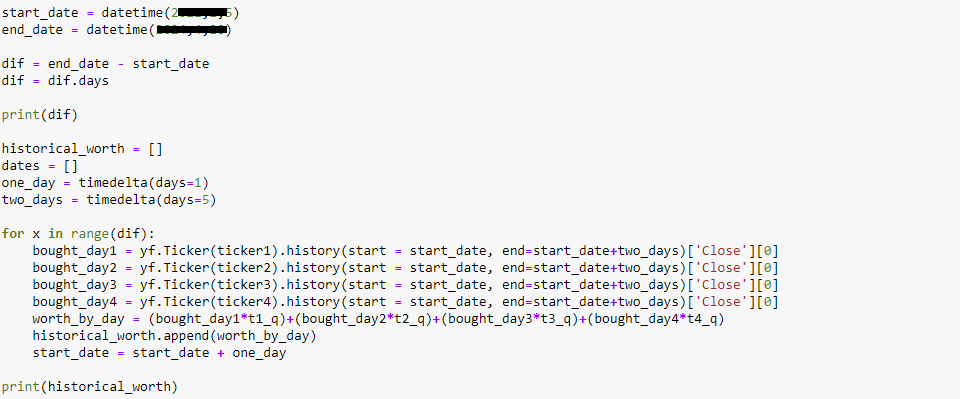 start_date = datetime(2 5)
end_date = datetime( )
dif = end_date - start_date
dif = dif.days
print(dif)
historical_worth = []
dates = []
one_day = timedelta(days=1)
two_days = timedelta(days=5)
for x in range(dif):
    bought_day1 = yf.Ticker(ticker1).history(start = start_date, end=start_date+two_days)['Close'][0]
    bought_day2 = yf.Ticker(ticker2).history(start = start_date, end=start_date+two_days)['Close'][0]
    bought_day3 = yf.Ticker(ticker3).history(start = start_date, end=start_date+two_days)['Close'][0]
    bought_day4 = yf.Ticker(ticker4).history(start = start_date, end=start_date+two_days)['Close'][0]
    worth_by_day = (bought_day1*t1_q)+(bought_day2*t2_q)+(bought_day3*t3_q)+(bought_day4*t4_q)
    historical_worth.append(worth_by_day)
    start_date = start_date + one_day
print(historical_worth)